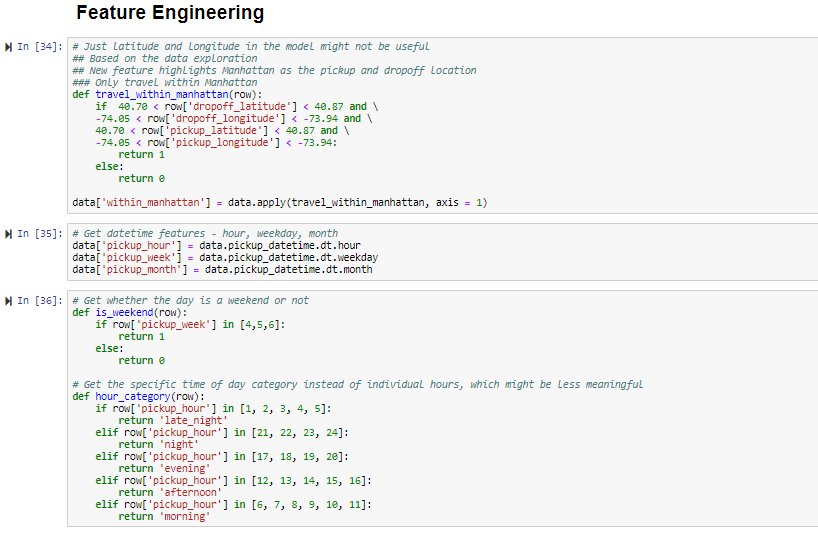 Feature Engineering
In [34]: # Just latitude and longitude in the model might not be useful
## Based on the data exploration
## New feature highlights Manhattan as the pickup and dropoff location
### Only travel within Manhattan
def travel_within_manhattan(row):
    if  40.70 < row['dropoff_latitude'] < 40.87 and \
    -74.05 < row['dropoff_longitude'] < -73.94 and \
    40.70 < row['pickup_latitude'] < 40.87 and \
    -74.05 < row['pickup_longitude'] < -73.94:
        return 1
    else:
        return 0
data['within_manhattan'] = data.apply(travel_within_manhattan, axis = 1)
In [35]: # Get datetime features - hour, weekday, month
data['pickup_hour'] = data.pickup_datetime.dt.hour
data['pickup_week'] = data.pickup_datetime.dt.weekday
data['pickup_month'] = data.pickup_datetime.dt.month
In [36]: # Get whether the day is a weekend or not
def is_weekend(row):
    if row['pickup_week'] in [4,5,6]:
        return 1
    else:
        return 0
# Get the specific time of day category instead of individual hours, which might be less meaningful
def hour_category(row):
    if row['pickup_hour'] in [1, 2, 3, 4, 5]:
        return 'late_night'
    elif row['pickup_hour'] in [21, 22, 23, 24]:
        return 'night'
    elif row['pickup_hour'] in [17, 18, 19, 20]:
        return 'evening'
    elif row['pickup_hour'] in [12, 13, 14, 15, 16]:
        return 'afternoon'
    elif row['pickup_hour'] in [6, 7, 8, 9, 10, 11]:
        return 'morning'